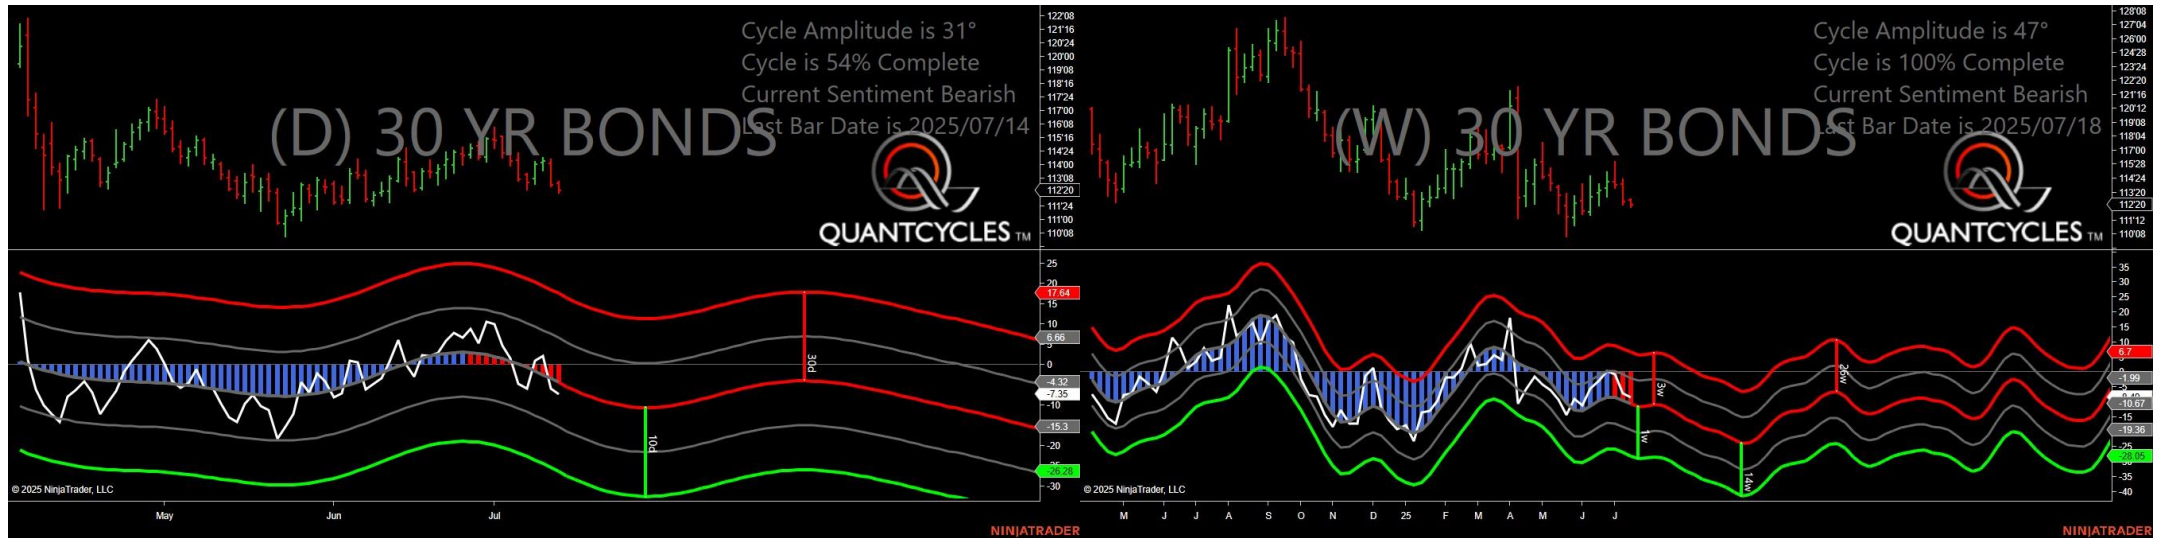 Cycle Amplitude is 31°
Cycle is 54% Complete
Current Sentiment Bearish
Last Bar Date is 2025/07/14
(D) 30 YR BONDS
QUANTCYCLES TM
122'08
121'16
120'24
120'00
119'08
118'16
117'24
117'00
116'08
115'16
114'24
114'00
113'08
112'20
111'24
111'00
110'08
25
17.64
15
10
6.66
5
0
-4.32
-7.35
-10
-15.3
-20
-26.28
-30
30d
10d
© 2025 NinjaTrader, LLC
May
Jun
Jul
NINJATRADER
Cycle Amplitude is 47°
Cycle is 100% Complete
Current Sentiment Bearish
Last Bar Date is 2025/07/18
(W) 30 YR BONDS
QUANTCYCLES TM
128'08
127'04
126'00
124'28
123'24
122'20
121'16
120'12
119'08
118'04
117'00
115'28
114'24
113'20
112'20
111'12
110'08
35
30
25
20
15
10
6.7
-1.99
-5
-10.67
-15
-19.36
-25
-28.05
-35
-40
3w
1w
14w
26w
© 2025 NinjaTrader, LLC
M
J
J
A
S
O
N
D
25
F
M
A
M
J
J
NINJATRADER